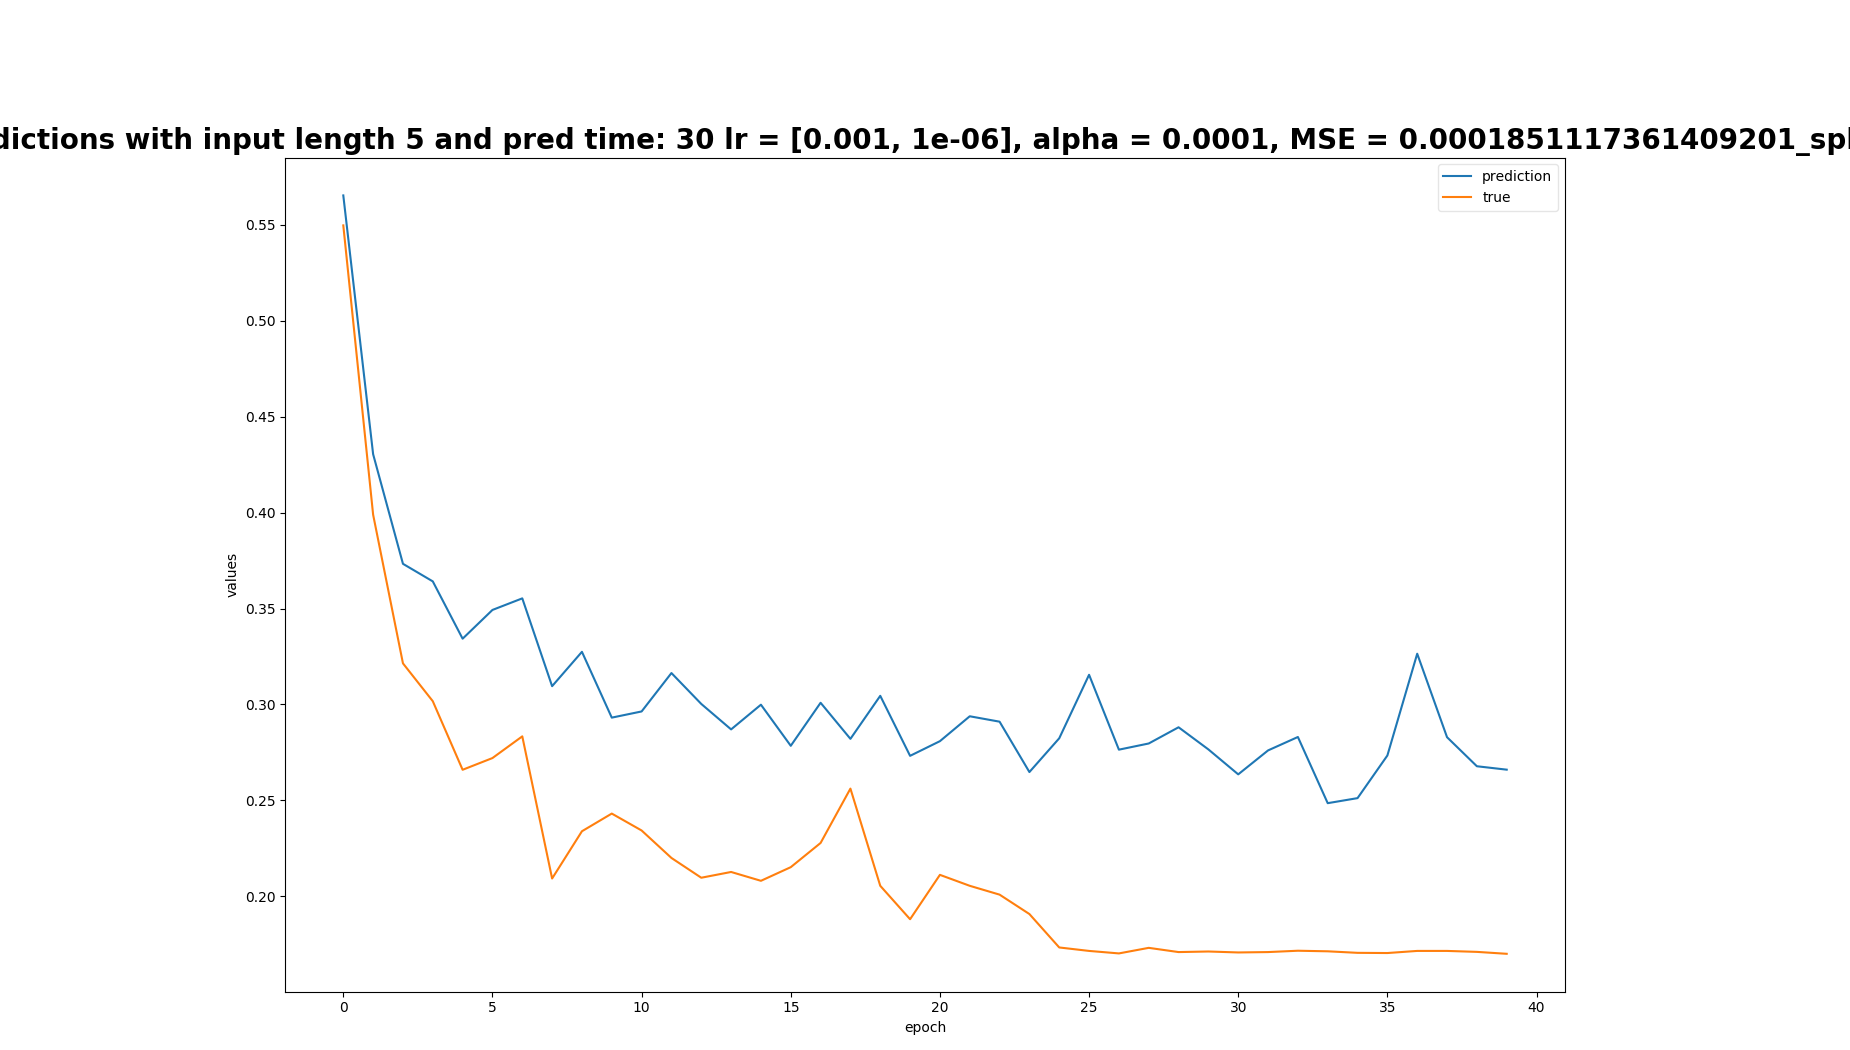 dictions with input length 5 and pred time: 30 lr = [0.001, 1e-06], alpha = 0.0001, MSE = 0.0001851117361409201_spl
prediction
true
0.55
0.50
0.45
0.40
0.35
0.30
0.25
0.20
values
0 5 10 15 20 25 30 35 40
epoch